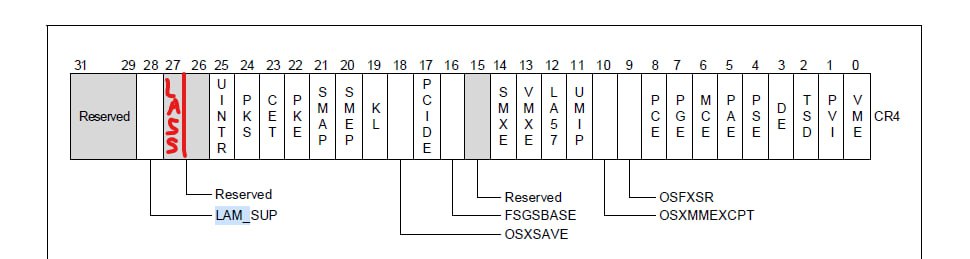 31 29 28 27 26 25 24 23 22 21 20 19 18 17 16 15 14 13 12 11 10 9 8 7 6 5 4 3 2 1 0
Reserved LASS UINTR PKS CET PKE SMAP SMEP KL PCIDE SMXE VMXE LA57 UMIP PCE PGE MCE PAE PSE DE TSD PVI VME CR4
Reserved Reserved OSFXSR
LAM_SUP FSGSBASE OSXMMEXCPT
OSXSAVE